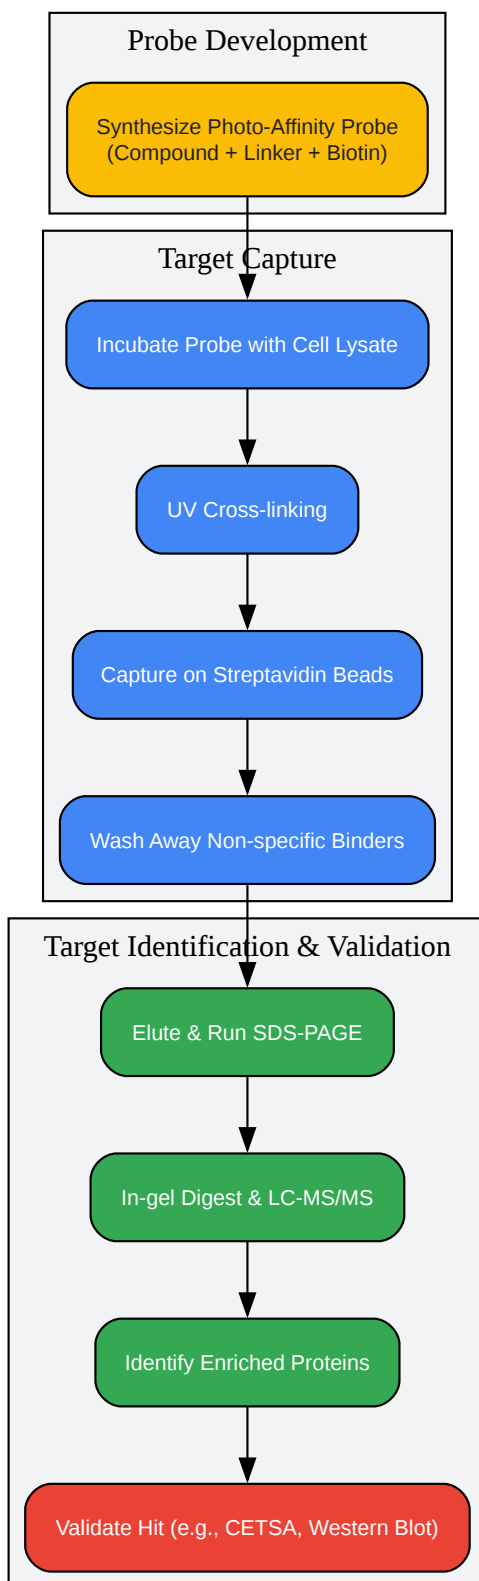 Probe Development
Synthesize Photo-Affinity Probe
(Compound + Linker + Biotin)
Target Capture
Incubate Probe with Cell Lysate
UV Cross-linking
Capture on Streptavidin Beads
Wash Away Non-specific Binders
Target Identification & Validation
Elute & Run SDS-PAGE
In-gel Digest & LC-MS/MS
Identify Enriched Proteins
Validate Hit (e.g., CETSA, Western Blot)